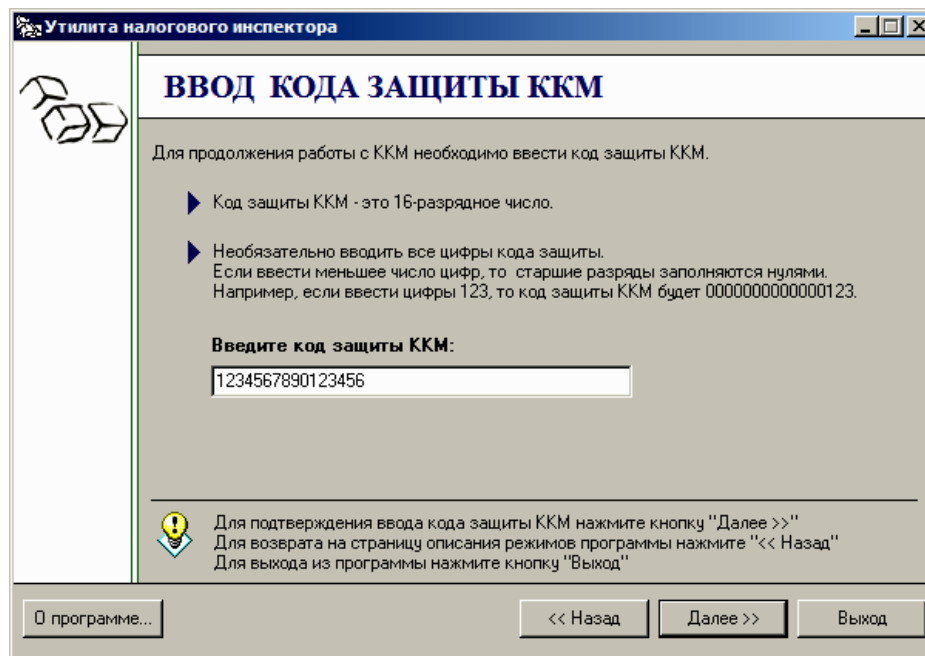 Утилита налогового инспектора
ВВОД КОДА ЗАЩИТЫ ККМ
Для продолжения работы с ККМ необходимо ввести код защиты ККМ.
Код защиты ККМ - это 16-разрядное число.
Необязательно вводить все цифры кода защиты.
Если ввести меньшее число цифр, то старшие разряды заполняются нулями.
Например, если ввести цифры 123, то код защиты ККМ будет 0000000000000123.
Введите код защиты ККМ:
1234567890123456
Для подтверждения ввода кода защиты ККМ нажмите кнопку "Далее >>"
Для возврата на страницу описания режимов программы нажмите "<< Назад"
Для выхода из программы нажмите кнопку "Выход"
О программе... << Назад Далее >> Выход